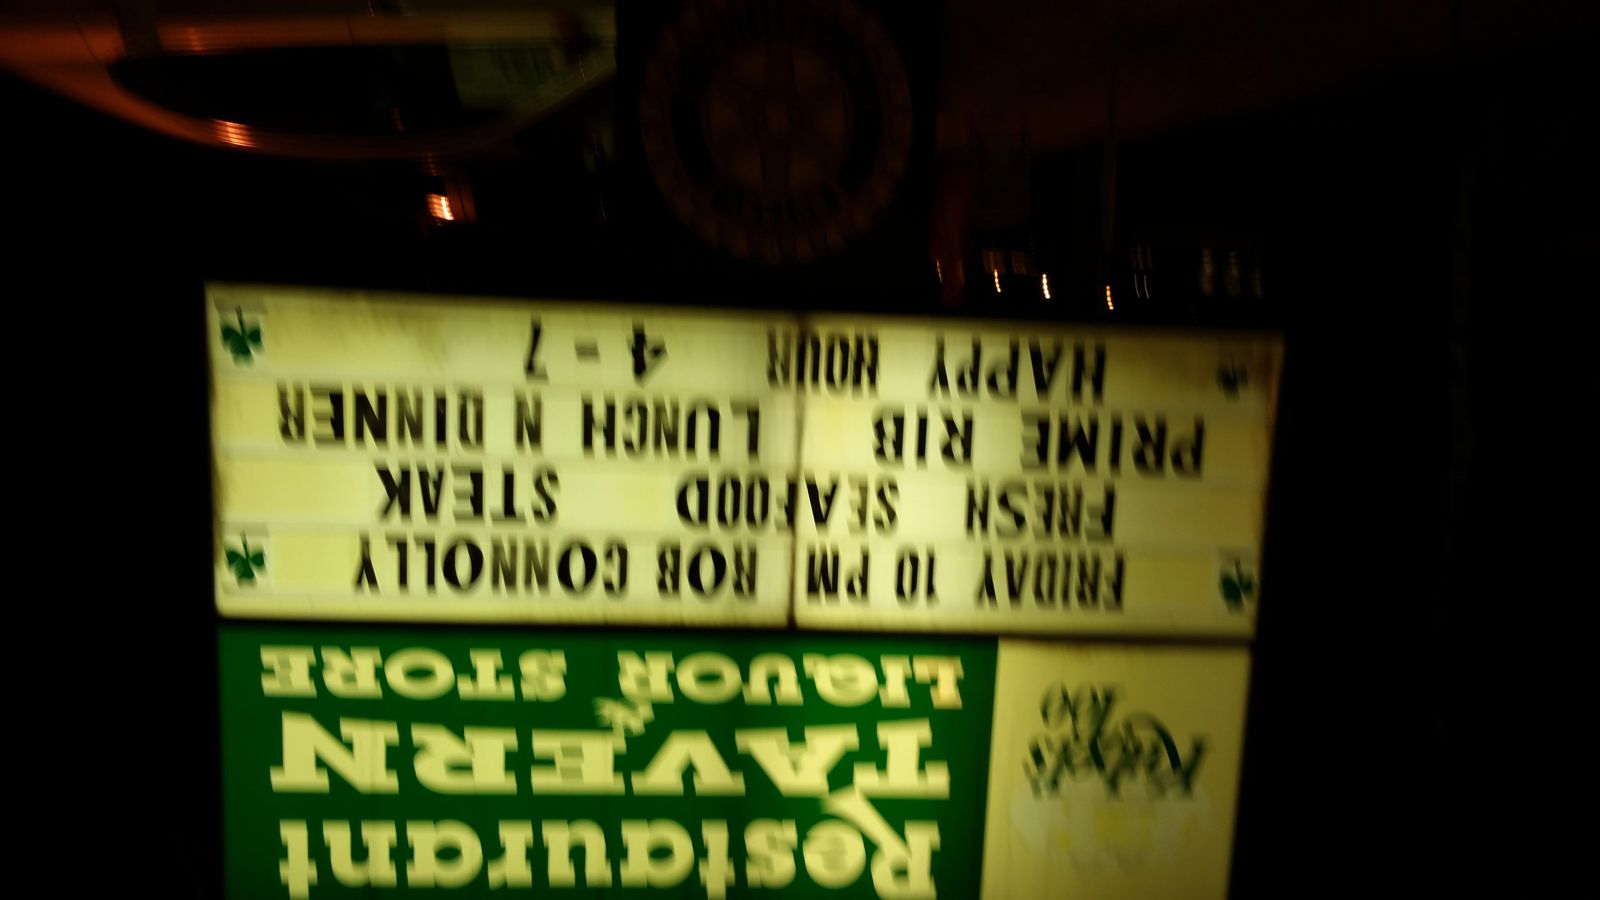 Restaurant
TAVERN
&
LIQUOR STORE
Too
FRIDAY 10 PM ROB CONNOLLY
FRESH SEAFOOD STEAK
PRIME RIB LUNCH N DINNER
HAPPY HOUR 4-7